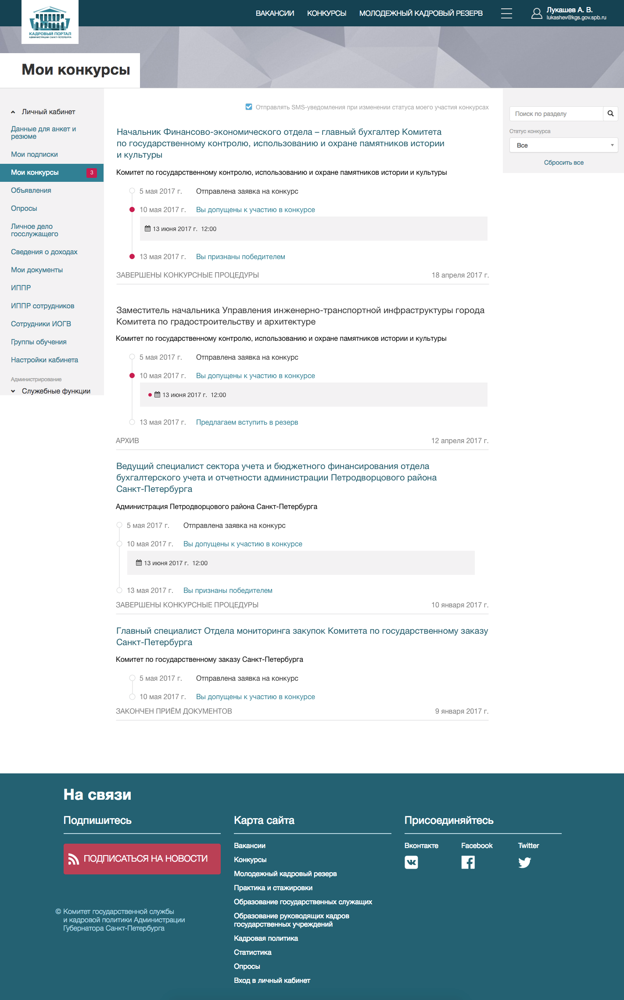 КАДРОВЫЙ ПОРТАЛ
АДМИНИСТРАЦИИ САНКТ-ПЕТЕРБУРГА
ВАКАНСИИ
КОНКУРСЫ
МОЛОДЕЖНЫЙ КАДРОВЫЙ РЕЗЕРВ
Лукашев А. В.
lukashev@kgs.gov.spb.ru
Мои конкурсы
Личный кабинет
Данные для анкет и
резюме
Мои подписки
Мои конкурсы 3
Объявления
Опросы
Личное дело
госслужащего
Сведения о доходах
Мои документы
ИППР
ИППР сотрудников
Сотрудники ИОГВ
Группы обучения
Настройки кабинета
Администрирование
Служебные функции
Отправлять SMS-уведомления при изменении статуса моего участия конкурсах
Начальник Финансово-экономического отдела – главный бухгалтер Комитета
по государственному контролю, использованию и охране памятников истории
и культуры
Комитет по государственному контролю, использованию и охране памятников истории и культуры
5 мая 2017 г. Отправлена заявка на конкурс
10 мая 2017 г. Вы допущены к участию в конкурсе
13 июня 2017 г. 12:00
13 мая 2017 г. Вы признаны победителем
ЗАВЕРШЕНЫ КОНКУРСНЫЕ ПРОЦЕДУРЫ 18 апреля 2017 г.
Заместитель начальника Управления инженерно-транспортной инфраструктуры города
Комитета по градостроительству и архитектуре
Комитет по государственному контролю, использованию и охране памятников истории и культуры
5 мая 2017 г. Отправлена заявка на конкурс
10 мая 2017 г. Вы допущены к участию в конкурсе
13 июня 2017 г. 12:00
13 мая 2017 г. Предлагаем вступить в резерв
АРХИВ 12 апреля 2017 г.
Ведущий специалист сектора учета и бюджетного финансирования отдела
бухгалтерского учета и отчетности администрации Петродворцового района
Санкт-Петербурга
Администрация Петродворцового района Санкт-Петербурга
5 мая 2017 г. Отправлена заявка на конкурс
10 мая 2017 г. Вы допущены к участию в конкурсе
13 июня 2017 г. 12:00
13 мая 2017 г. Вы признаны победителем
ЗАВЕРШЕНЫ КОНКУРСНЫЕ ПРОЦЕДУРЫ 10 января 2017 г.
Главный специалист Отдела мониторинга закупок Комитета по государственному заказу
Санкт-Петербурга
Комитет по государственному заказу Санкт-Петербурга
5 мая 2017 г. Отправлена заявка на конкурс
10 мая 2017 г. Вы допущены к участию в конкурсе
ЗАКОНЧЕН ПРИЁМ ДОКУМЕНТОВ 9 января 2017 г.
Поиск по разделу
Статус конкурса
Все
Сбросить все
На связи
Подпишитесь
ПОДПИСАТЬСЯ НА НОВОСТИ
© Комитет государственной службы
и кадровой политики Администрации
Губернатора Санкт-Петербурга
Карта сайта
Вакансии
Конкурсы
Молодежный кадровый резерв
Практика и стажировки
Образование государственных служащих
Образование руководящих кадров
государственных учреждений
Кадровая политика
Статистика
Опросы
Вход в личный кабинет
Присоединяйтесь
Вконтакте
Facebook
Twitter